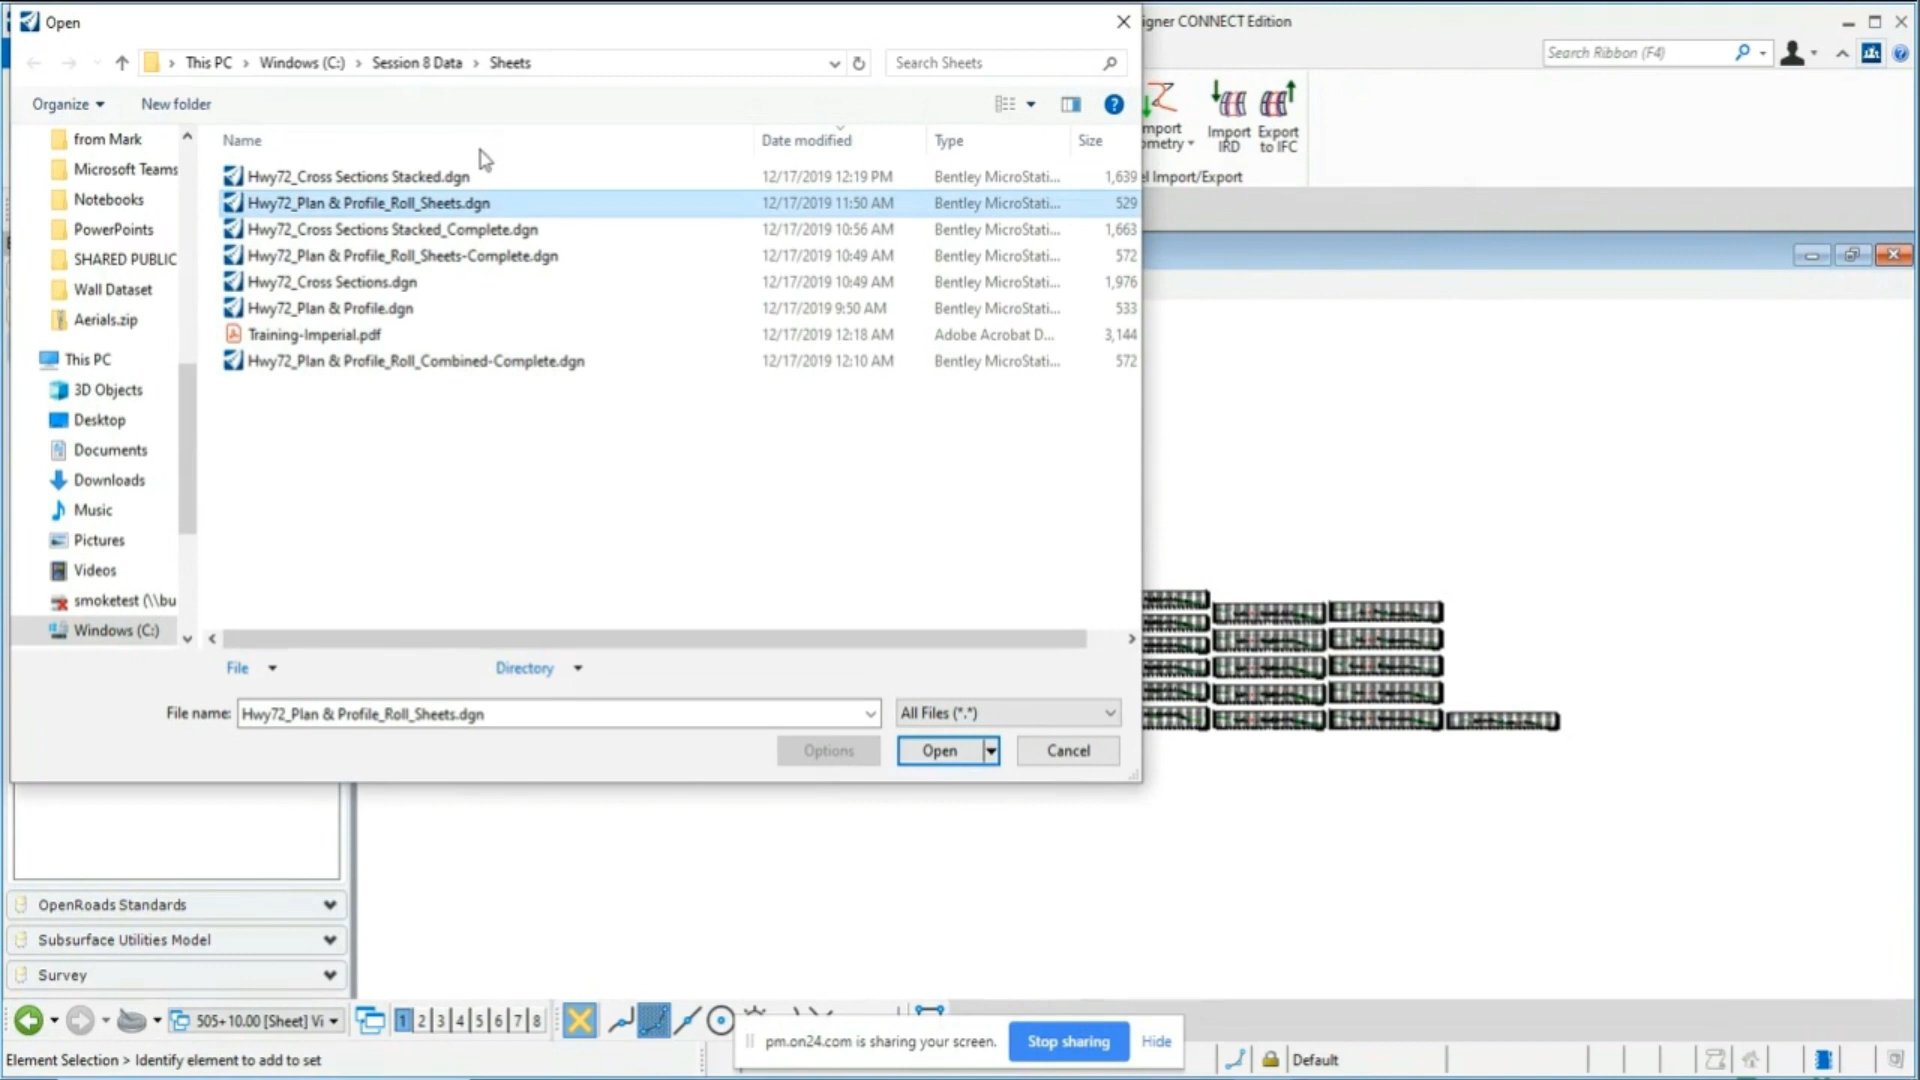 Open
igner CONNECT Edition
This PC
Windows (C:)
Session 8 Data
Sheets
Search Sheets
Search Ribbon (F4)
Organize
New folder
Name
Date modified
Type
Size
from Mark
Microsoft Teams
Notebooks
PowerPoints
SHARED PUBLIC
Wall Dataset
Aerials.zip
This PC
3D Objects
Desktop
Documents
Downloads
Music
Pictures
Videos
smoketest (\\bu
Windows (C:)
Hwy72_Cross Sections Stacked.dgn 12/17/2019 12:19 PM Bentley MicroStati... 1,639
Hwy72_Plan & Profile_Roll_Sheets.dgn 12/17/2019 11:50 AM Bentley MicroStati... 529
Hwy72_Cross Sections Stacked_Complete.dgn 12/17/2019 10:56 AM Bentley MicroStati... 1,663
Hwy72_Plan & Profile_Roll_Sheets-Complete.dgn 12/17/2019 10:49 AM Bentley MicroStati... 572
Hwy72_Cross Sections.dgn 12/17/2019 10:49 AM Bentley MicroStati... 1,976
Hwy72_Plan & Profile.dgn 12/17/2019 9:50 AM Bentley MicroStati... 533
Training-Imperial.pdf 12/17/2019 12:18 AM Adobe Acrobat D... 3,144
Hwy72_Plan & Profile_Roll_Combined-Complete.dgn 12/17/2019 12:10 AM Bentley MicroStati... 572
mport
ometry
Import
IRD
Export
to IFC
el Import/Export
File
Directory
File name: Hwy72_Plan & Profile_Roll_Sheets.dgn
All Files (*.*)
Options
Open
Cancel
OpenRoads Standards
Subsurface Utilities Model
Survey
505+10.00 [Sheet] Vi
1 2 3 4 5 6 7 8
pm.on24.com is sharing your screen.
Stop sharing
Hide
Element Selection > Identify element to add to set
Default